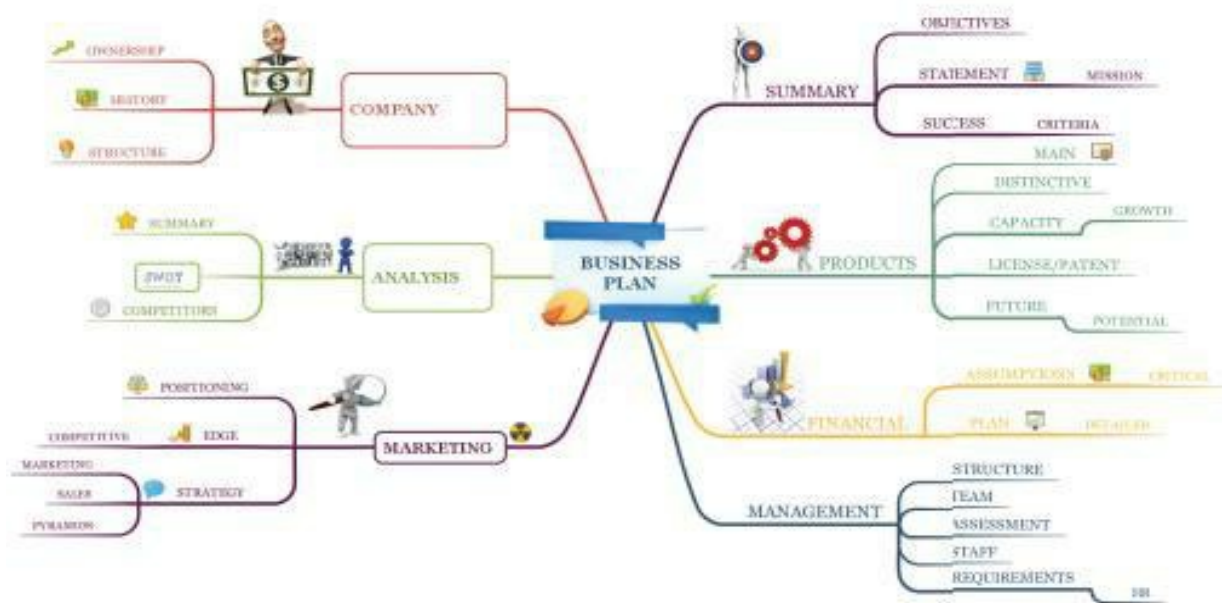 BUSINESS
PLAN
SUMMARY
OBJECTIVES
STATEMENT
MISSION
SUCCESS
CRITERIA
PRODUCTS
MAIN
DISTINCTIVE
CAPACITY
GROWTH
LICENSE/PATENT
FUTURE
POTENTIAL
FINANCIAL
ASSUMPTIONS
CRITICAL
PLAN
DETAILED
MANAGEMENT
STRUCTURE
TEAM
ASSESSMENT
STAFF
REQUIREMENTS
HR
COMPANY
OWNERSHIP
HISTORY
STRUCTURE
ANALYSIS
SUMMARY
SWOT
COMPETITORS
MARKETING
POSITIONING
EDGE
COMPETITIVE
STRATEGY
MARKETING
SALES